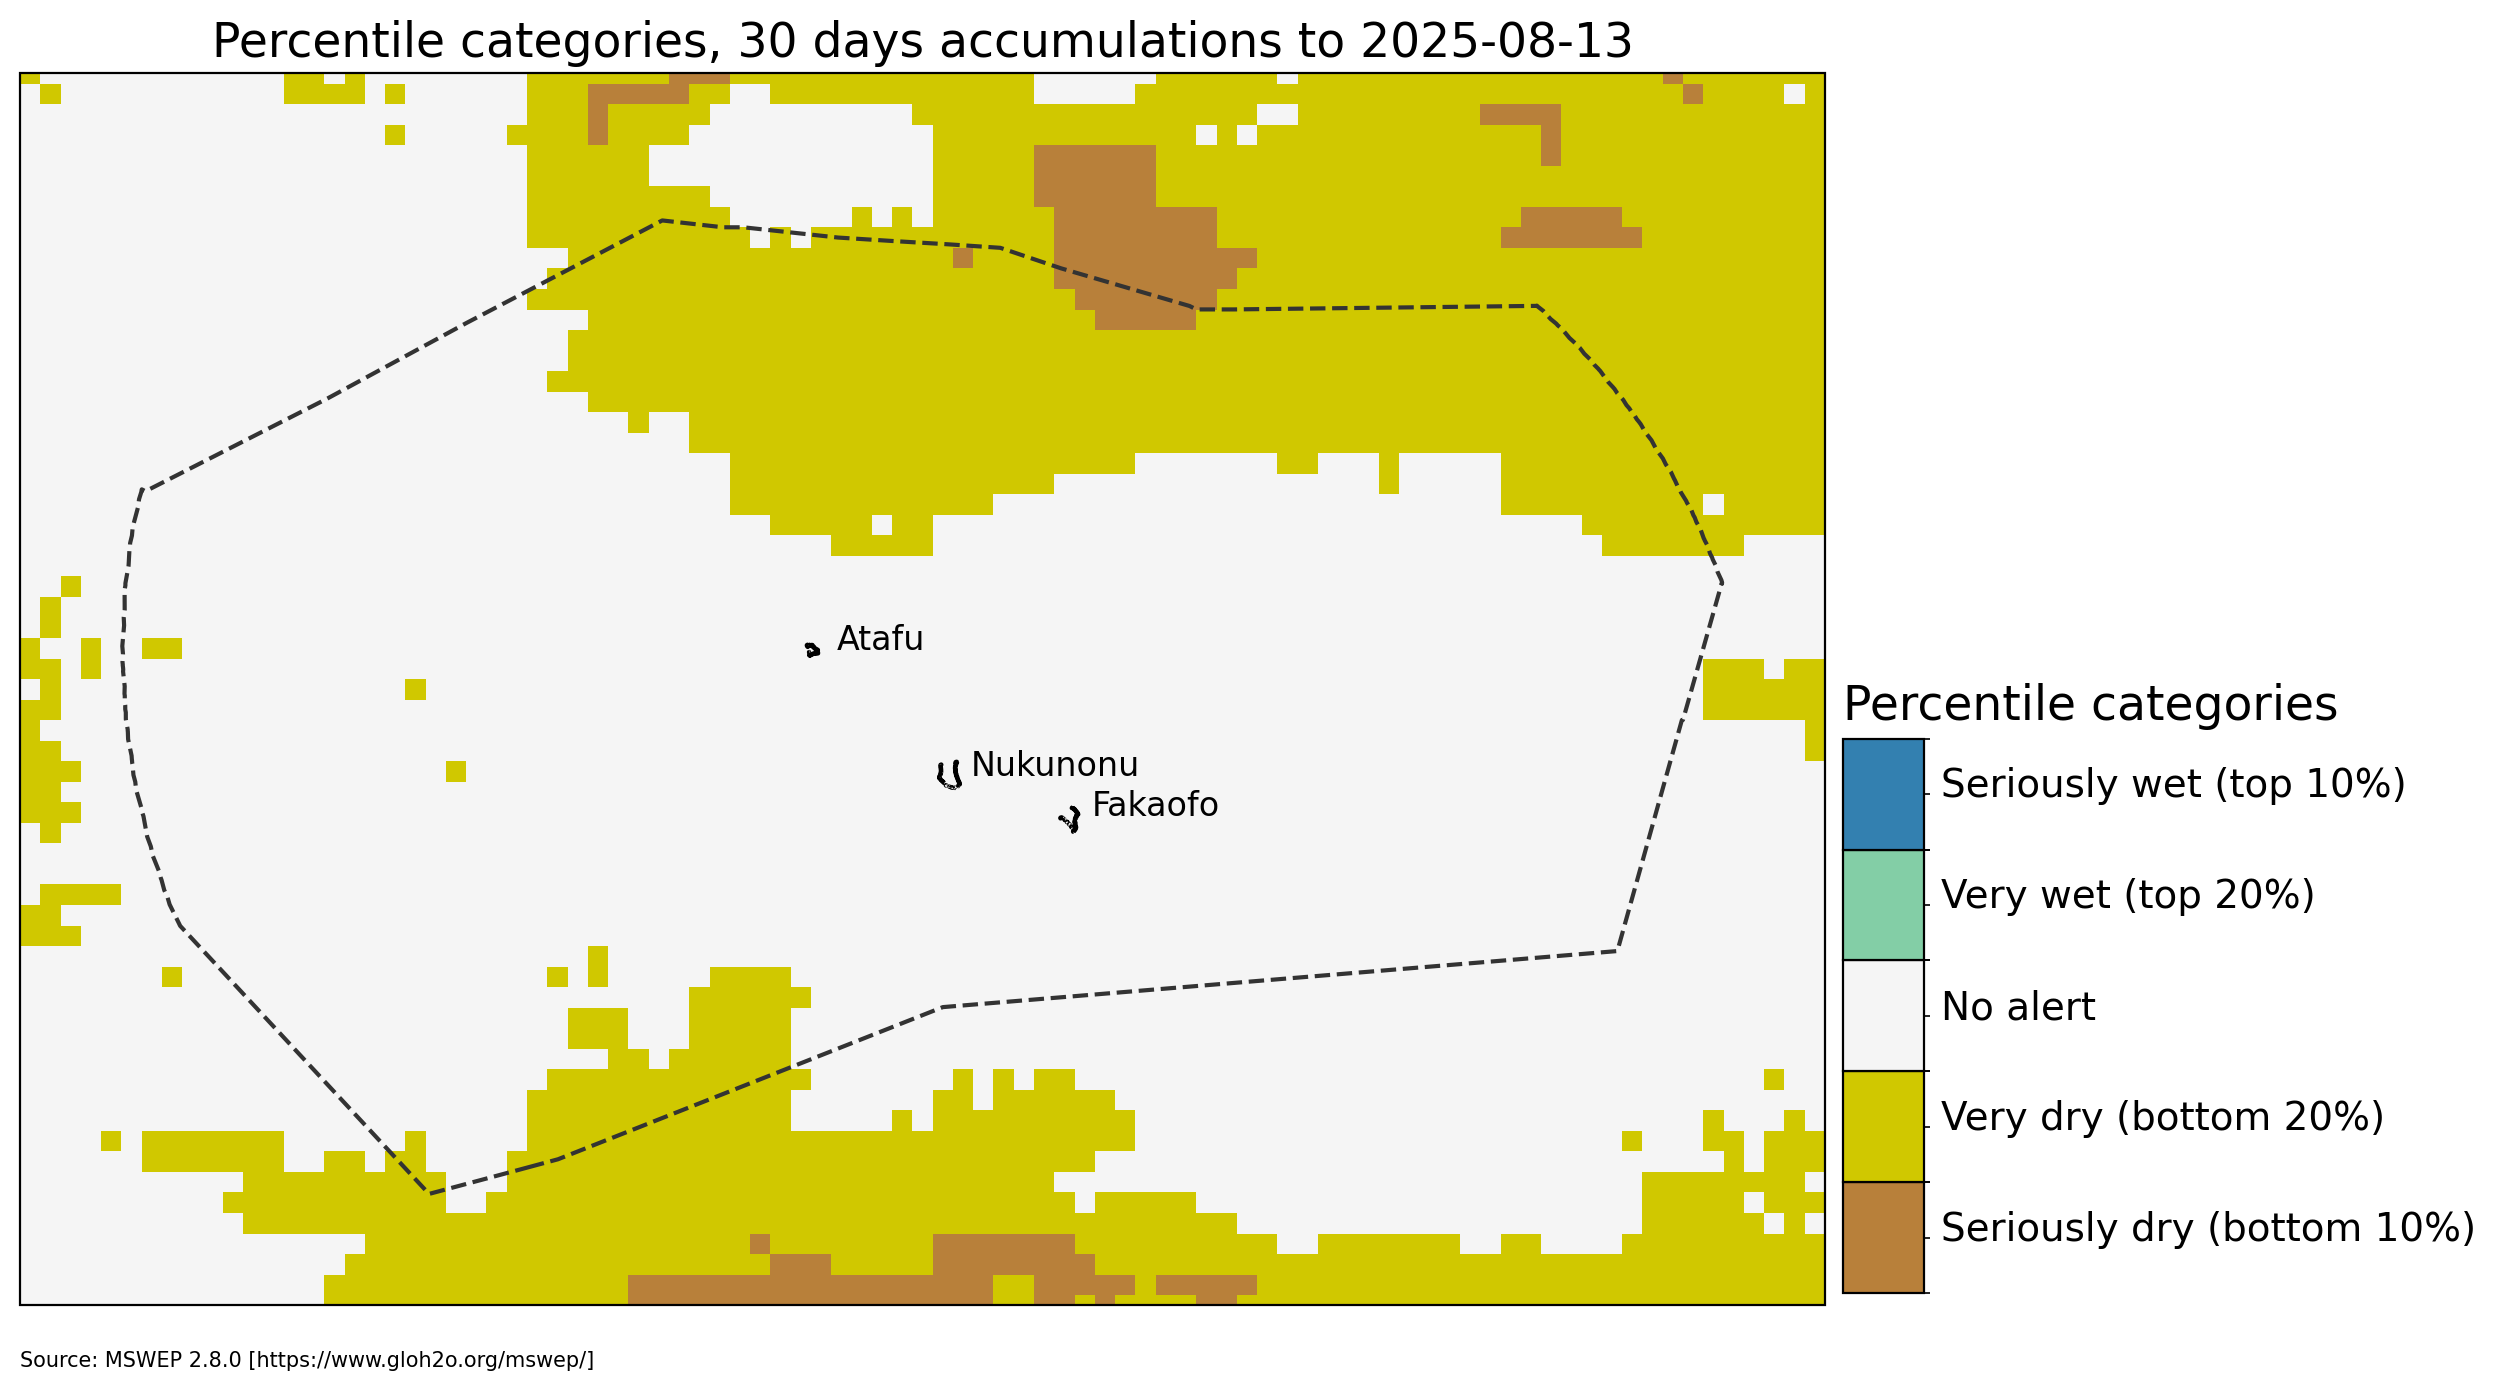 Percentile categories, 30 days accumulations to 2025-08-13
Atafu
Nukunonu
Fakaofo
Percentile categories
Seriously wet (top 10%)
Very wet (top 20%)
No alert
Very dry (bottom 20%)
Seriously dry (bottom 10%)
Source: MSWEP 2.8.0 [https://www.gloh2o.org/mswep/]